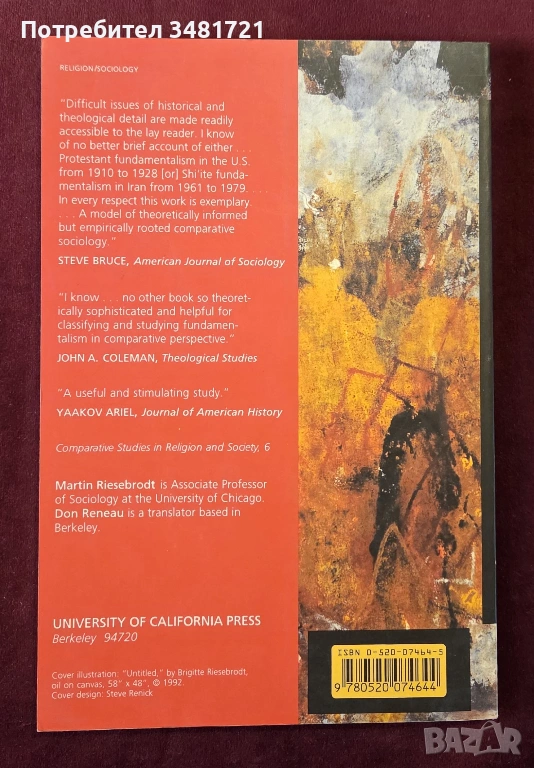 Потребител 3481721
RELIGION/SOCIOLOGY
"Difficult issues of historical and
theological detail are made readily
accessible to the lay reader. I know
of no better brief account of either . . .
Protestant fundamentalism in the U.S.
from 1910 to 1928 [or] Shi'ite funda-
mentalism in Iran from 1961 to 1979. . . .
In every respect this work is exemplary.
. . . A model of theoretically informed
but empirically rooted comparative
sociology."
STEVE BRUCE, American Journal of Sociology
"I know . . . no other book so theoret-
ically sophisticated and helpful for
classifying and studying fundamen-
talism in comparative perspective."
JOHN A. COLEMAN, Theological Studies
"A useful and stimulating study."
YAAKOV ARIEL, Journal of American History
Comparative Studies in Religion and Society, 6
Martin Riesebrodt is Associate Professor
of Sociology at the University of Chicago.
Don Reneau is a translator based in
Berkeley.
UNIVERSITY OF CALIFORNIA PRESS
Berkeley 94720
Cover illustration: "Untitled," by Brigitte Riesebrodt,
oil on canvas, 58" x 48", © 1992.
Cover design: Steve Renick
ISBN 0-520-07464-5
9 780520 074644
BAZAR